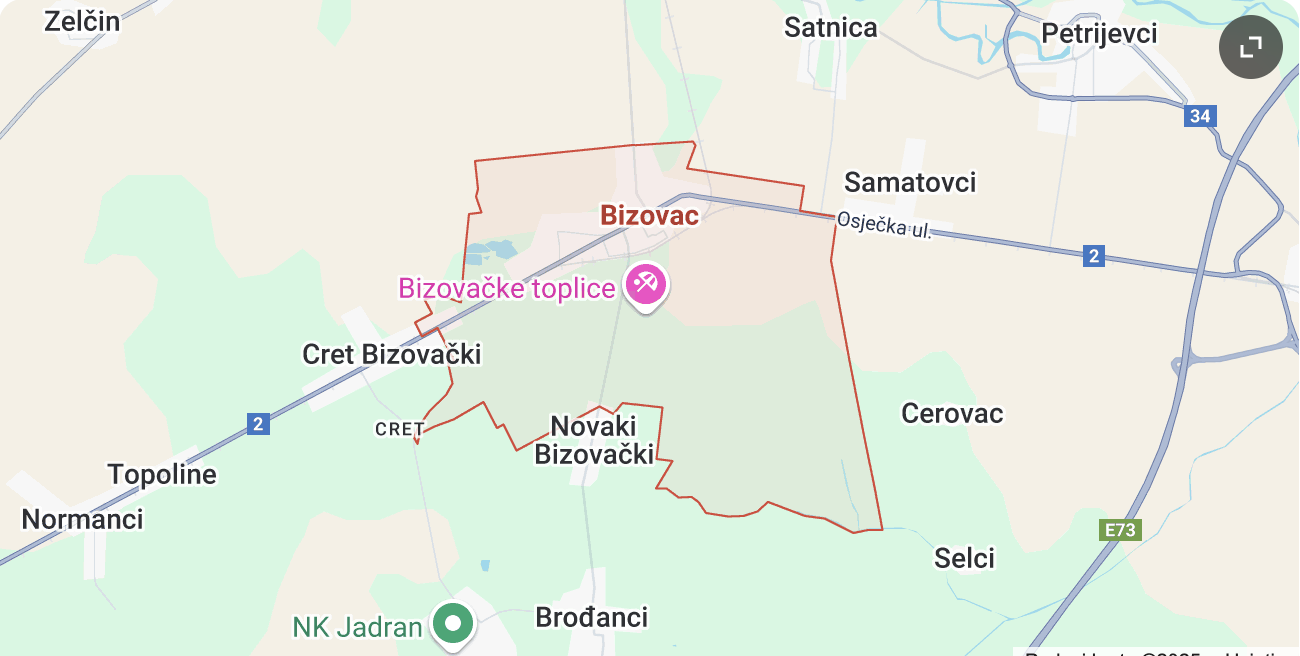 Zelčin
Satnica
Petrijevci
34
Samatovci
Bizovac
Osječka ul.
2
Bizovačke toplice
Cret Bizovački
Cerovac
2
CRET
Novaki
Bizovački
Topoline
Normanci
E73
Selci
Brođanci
NK Jadran